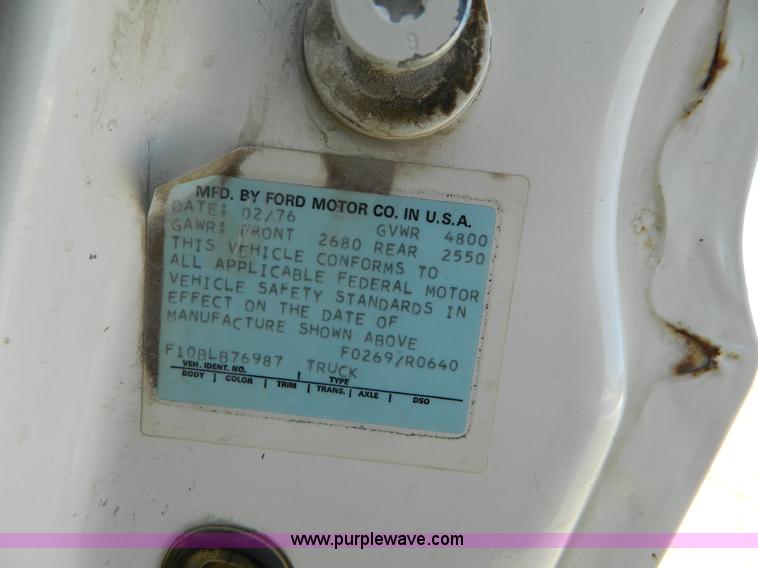 MFD. BY FORD MOTOR CO. IN U.S.A.
DATE: 02/76 GVWR 4800
GAWR: FRONT 2680 REAR 2550
THIS VEHICLE CONFORMS TO
ALL APPLICABLE FEDERAL MOTOR
VEHICLE SAFETY STANDARDS IN
EFFECT ON THE DATE OF
MANUFACTURE SHOWN ABOVE
F0269/R0640
F10BLB76987 TRUCK
VEH. IDENT. NO. TYPE
BODY COLOR TRIM TRANS. AXLE DSO
www.purplewave.com